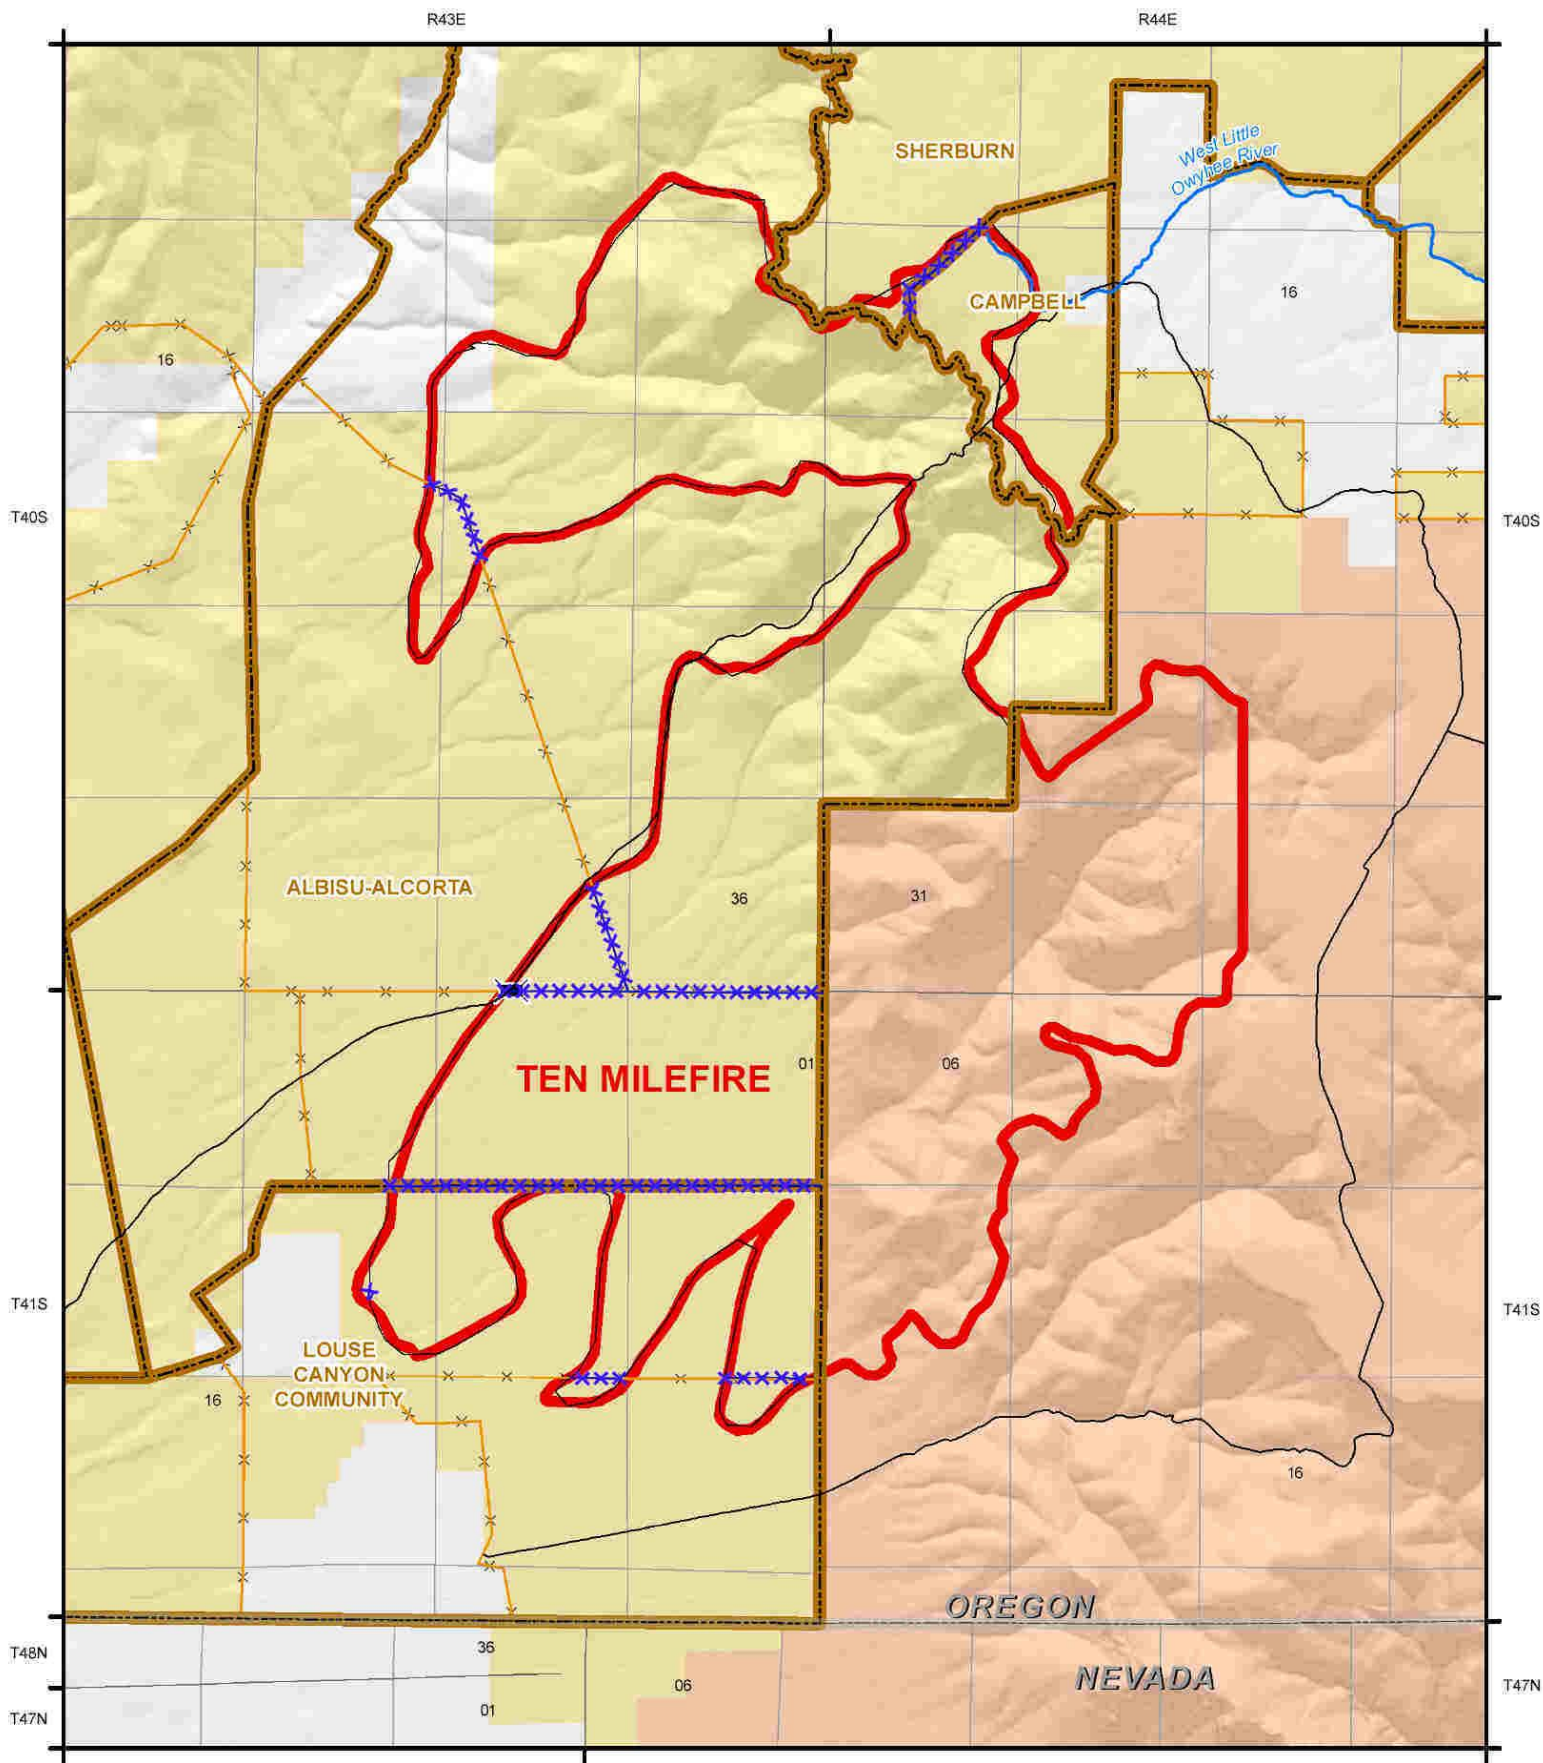 R43E
R44E
SHERBURN
West Little
Owyhee River
16
CAMPBELL
16
T40S
T40S
ALBISU-ALCORTA
36
31
TEN MILEFIRE
01
06
T41S
T41S
LOUSE
CANYON
COMMUNITY
16
16
OREGON
36
T48N
NEVADA
06
T47N
01
T47N